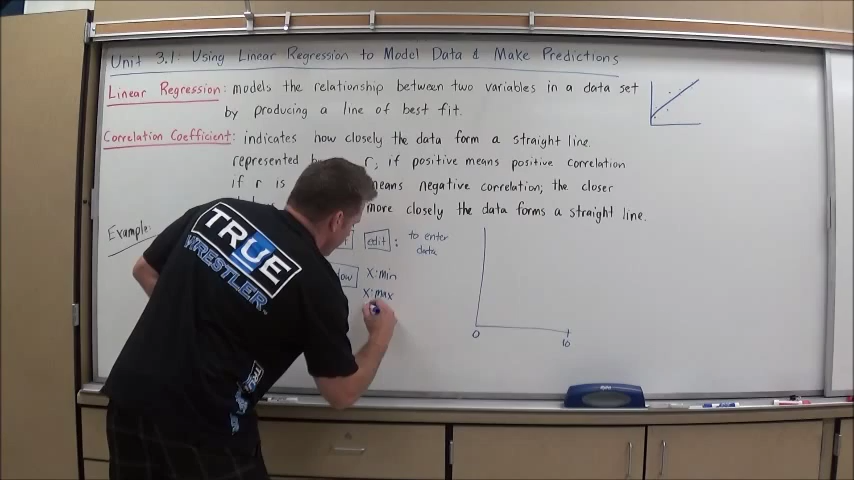 Unit 3.1: Using Linear Regression to Model Data & Make Predictions
Linear Regression: models the relationship between two variables in a data set
by producing a line of best fit.
Correlation Coefficient: indicates how closely the data form a straight line.
represented r; if positive means positive correlation
if r is means negative correlation; the closer
more closely the data forms a straight line.
Example:
edit : to enter
data
X:min
X:max
0 10
TRUE
WRESTLER
TRUE